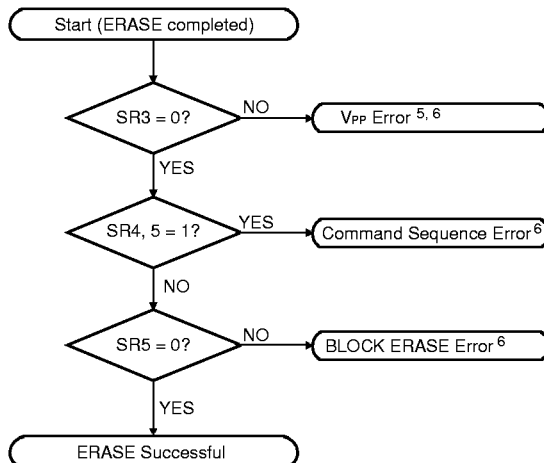 Start (ERASE completed)
SR3 = 0?
NO
VPP Error 5, 6
YES
SR4, 5 = 1?
YES
Command Sequence Error 6
NO
SR5 = 0?
NO
BLOCK ERASE Error 6
YES
ERASE Successful